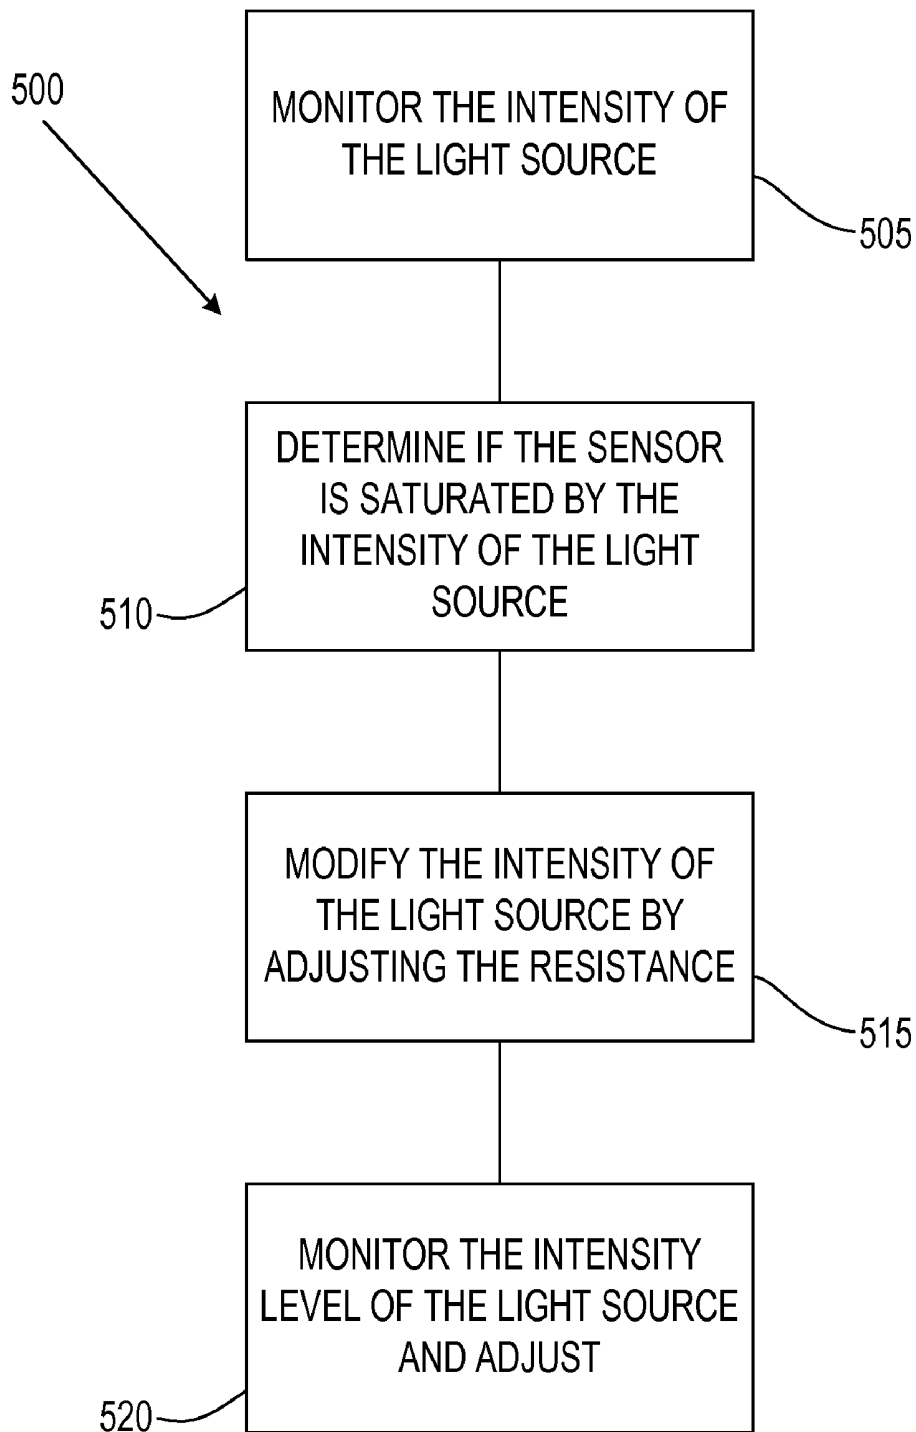 500
MONITOR THE INTENSITY OF
THE LIGHT SOURCE
505
DETERMINE IF THE SENSOR
IS SATURATED BY THE
INTENSITY OF THE LIGHT
SOURCE
510
MODIFY THE INTENSITY OF
THE LIGHT SOURCE BY
ADJUSTING THE RESISTANCE
515
MONITOR THE INTENSITY
LEVEL OF THE LIGHT SOURCE
AND ADJUST
520